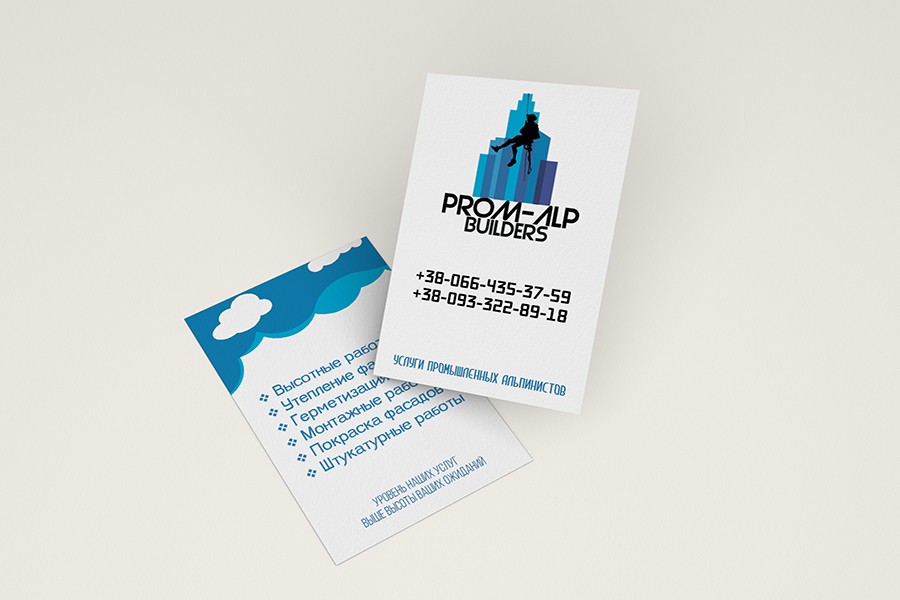 PROM-ALP
BUILDERS
+38-066-435-37-59
+38-093-322-89-18
УСЛУГИ ПРОМЫШЛЕННЫХ АЛЬПИНИСТОВ
Высотные
Утепление
Герметизация
Монтажные
Покраска фасадов
Штукатурные работы
УРОВЕНЬ НАШИХ УСЛУГ
ВЫШЕ ВЫСОТЫ ВАШИХ ОЖИДАНИЙ